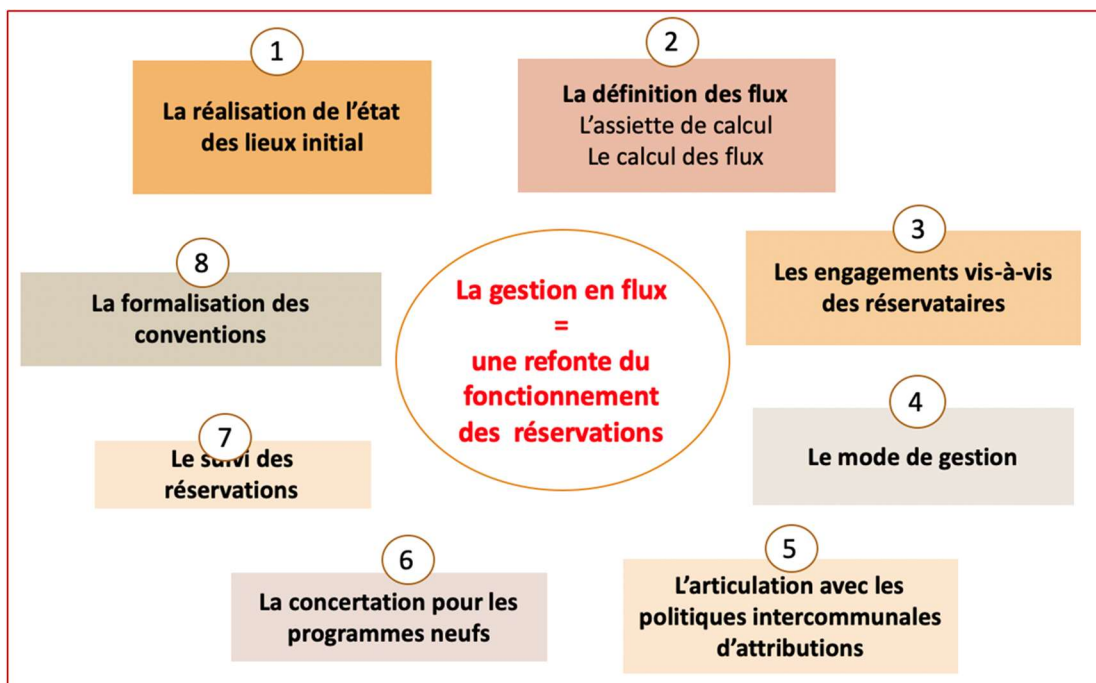 1
La réalisation de l’état
des lieux initial
2
La définition des flux
L’assiette de calcul
Le calcul des flux
3
Les engagements vis-à-vis
des réservataires
4
Le mode de gestion
5
L’articulation avec les
politiques intercommunales
d’attributions
6
La concertation pour les
programmes neufs
7
Le suivi des
réservations
8
La formalisation des
conventions
La gestion en flux
=
une refonte du
fonctionnement
des réservations